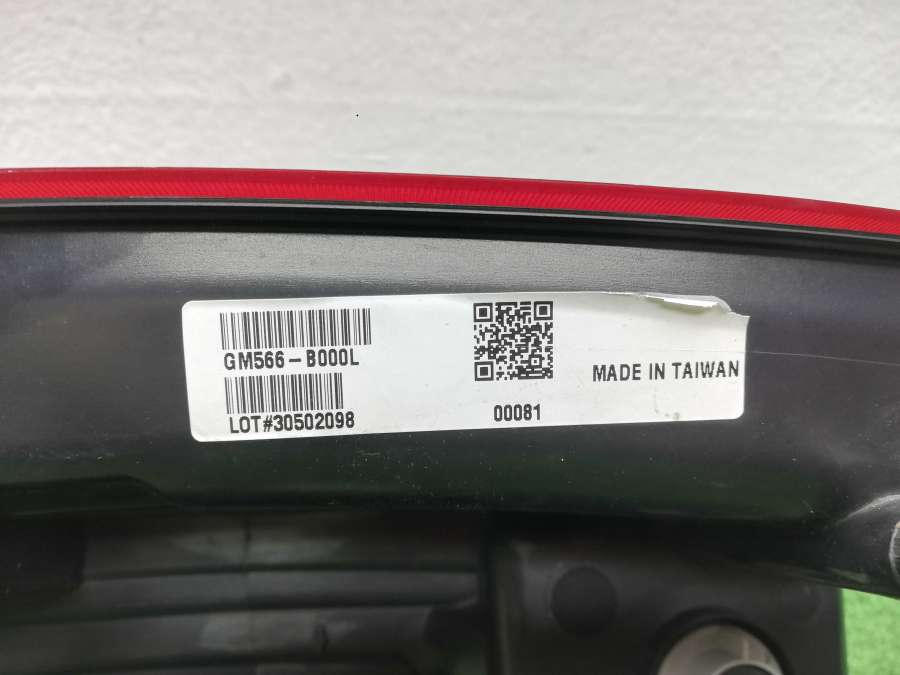 GM566-B000L
LOT#30502098
00081
MADE IN TAIWAN